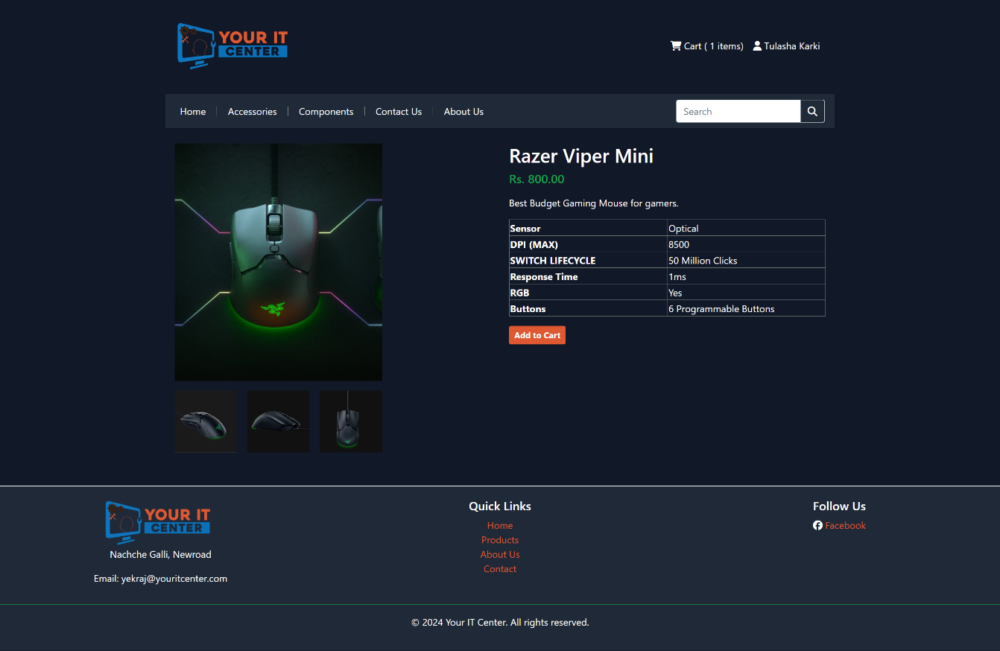 YOUR IT
CENTER
Cart ( 1 items) Tulasha Karki
Home Accessories Components Contact Us About Us Search
Razer Viper Mini
Rs. 800.00
Best Budget Gaming Mouse for gamers.
Sensor Optical
DPI (MAX) 8500
SWITCH LIFECYCLE 50 Million Clicks
Response Time 1ms
RGB Yes
Buttons 6 Programmable Buttons
Add to Cart
YOUR IT
CENTER
Nachche Galli, Newroad
Email: yekraj@youritcenter.com
Quick Links
Home
Products
About Us
Contact
Follow Us
Facebook
© 2024 Your IT Center. All rights reserved.